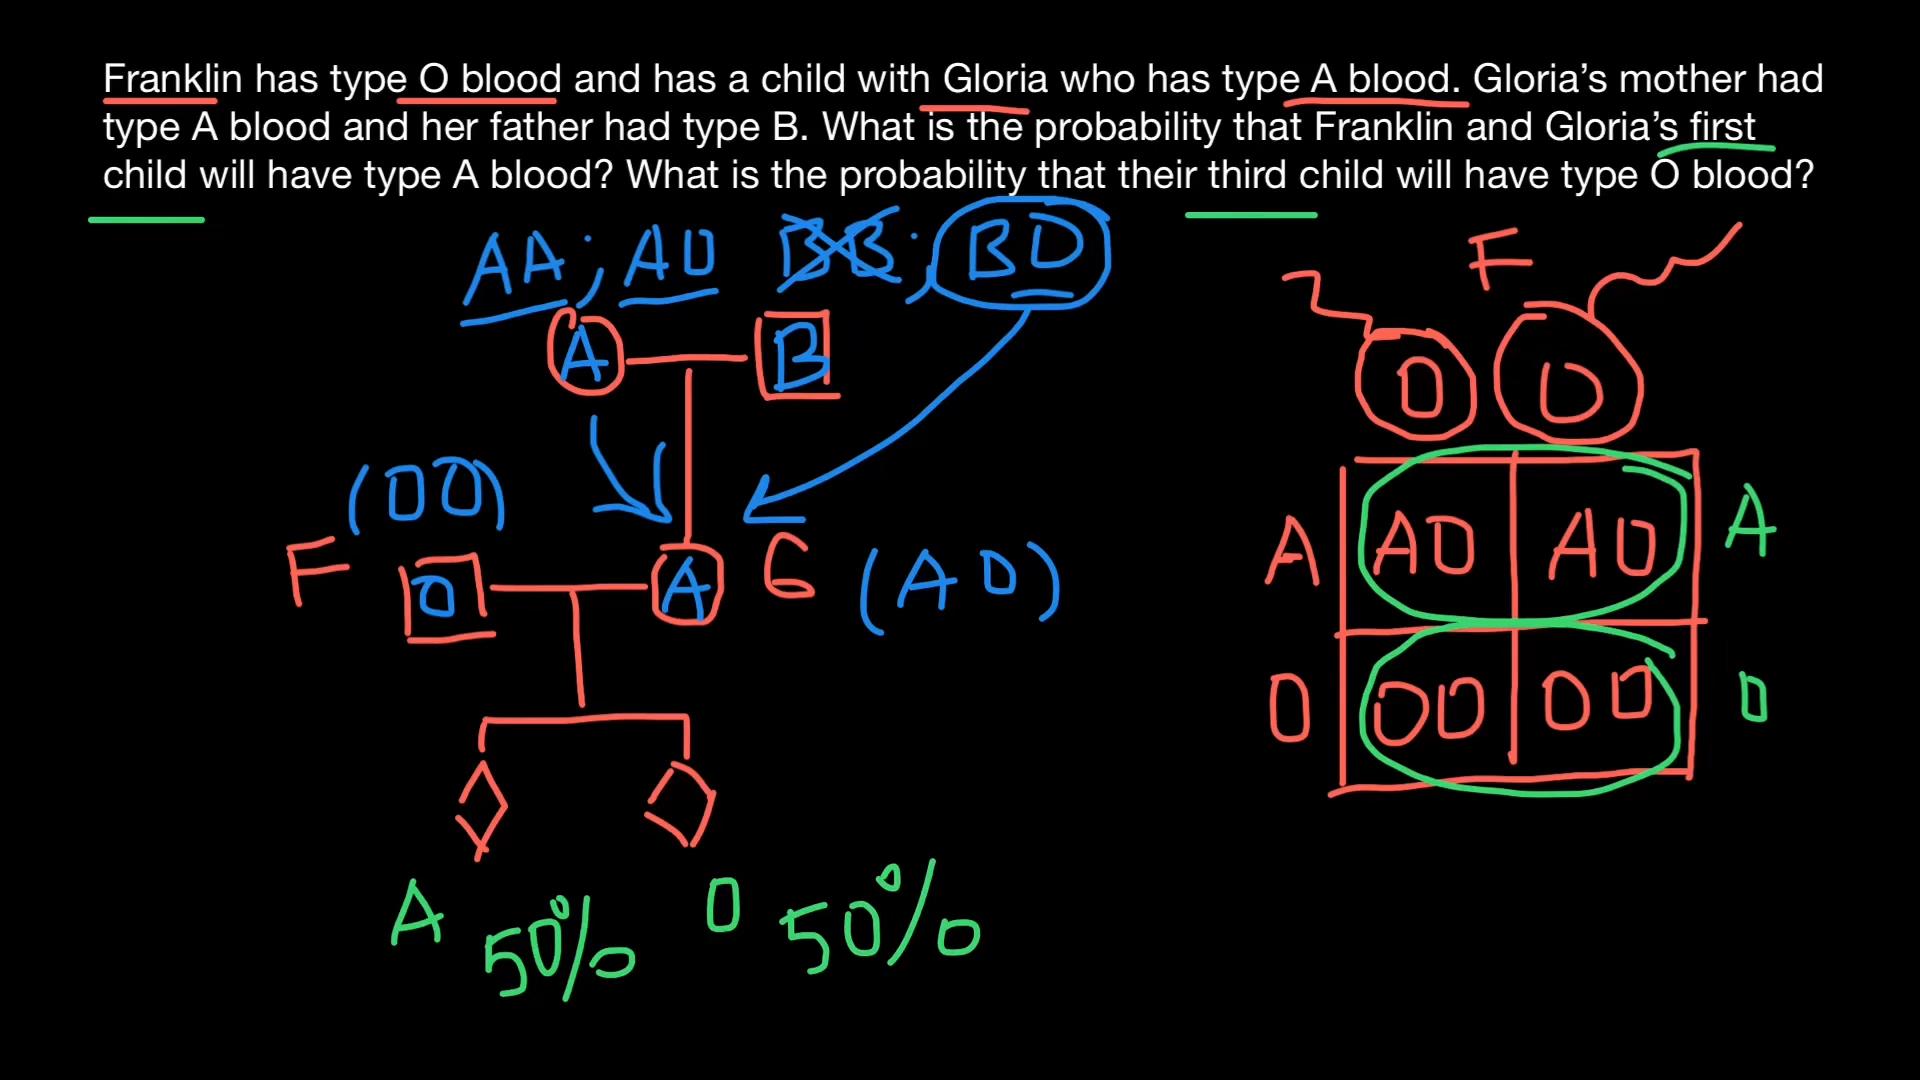 Franklin has type O blood and has a child with Gloria who has type A blood. Gloria’s mother had
type A blood and her father had type B. What is the probability that Franklin and Gloria’s first
child will have type A blood? What is the probability that their third child will have type O blood?
AA; AO BB; BO
F
A B
O O
(OO)
A AO AO A
F O A G (AO)
O OO OO O
A 50% O 50%